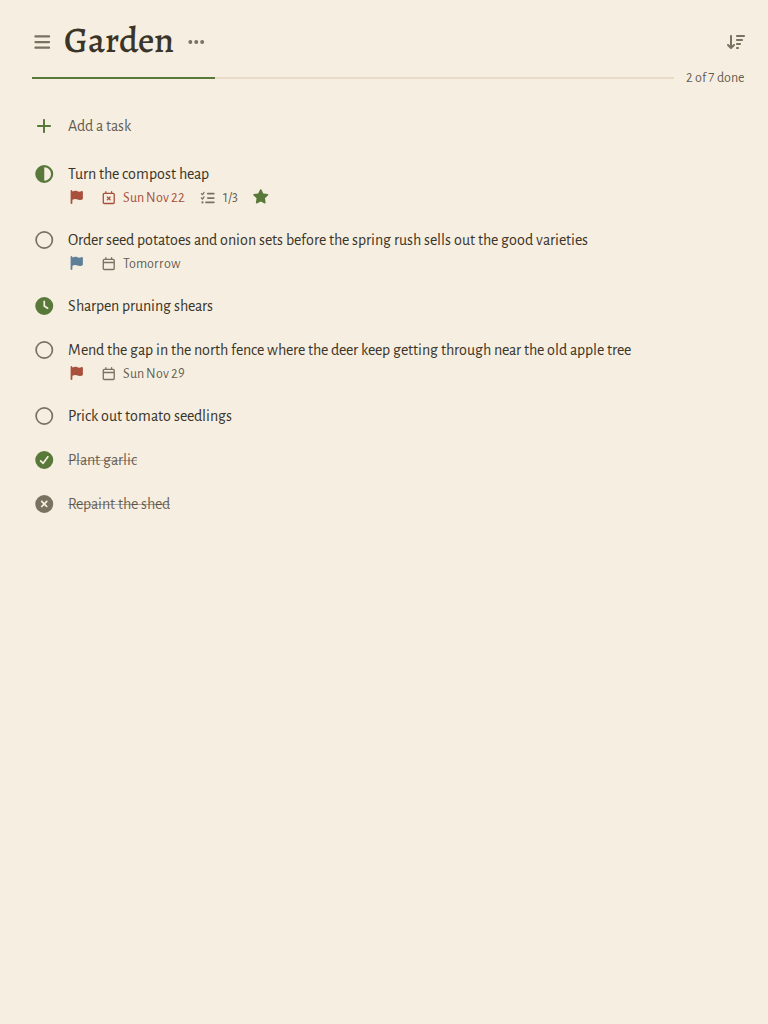 Garden
2 of 7 done
Add a task
Turn the compost heap
Sun Nov 22 1/3
Order seed potatoes and onion sets before the spring rush sells out the good varieties
Tomorrow
Sharpen pruning shears
Mend the gap in the north fence where the deer keep getting through near the old apple tree
Sun Nov 29
Prick out tomato seedlings
Plant garlic
Repaint the shed